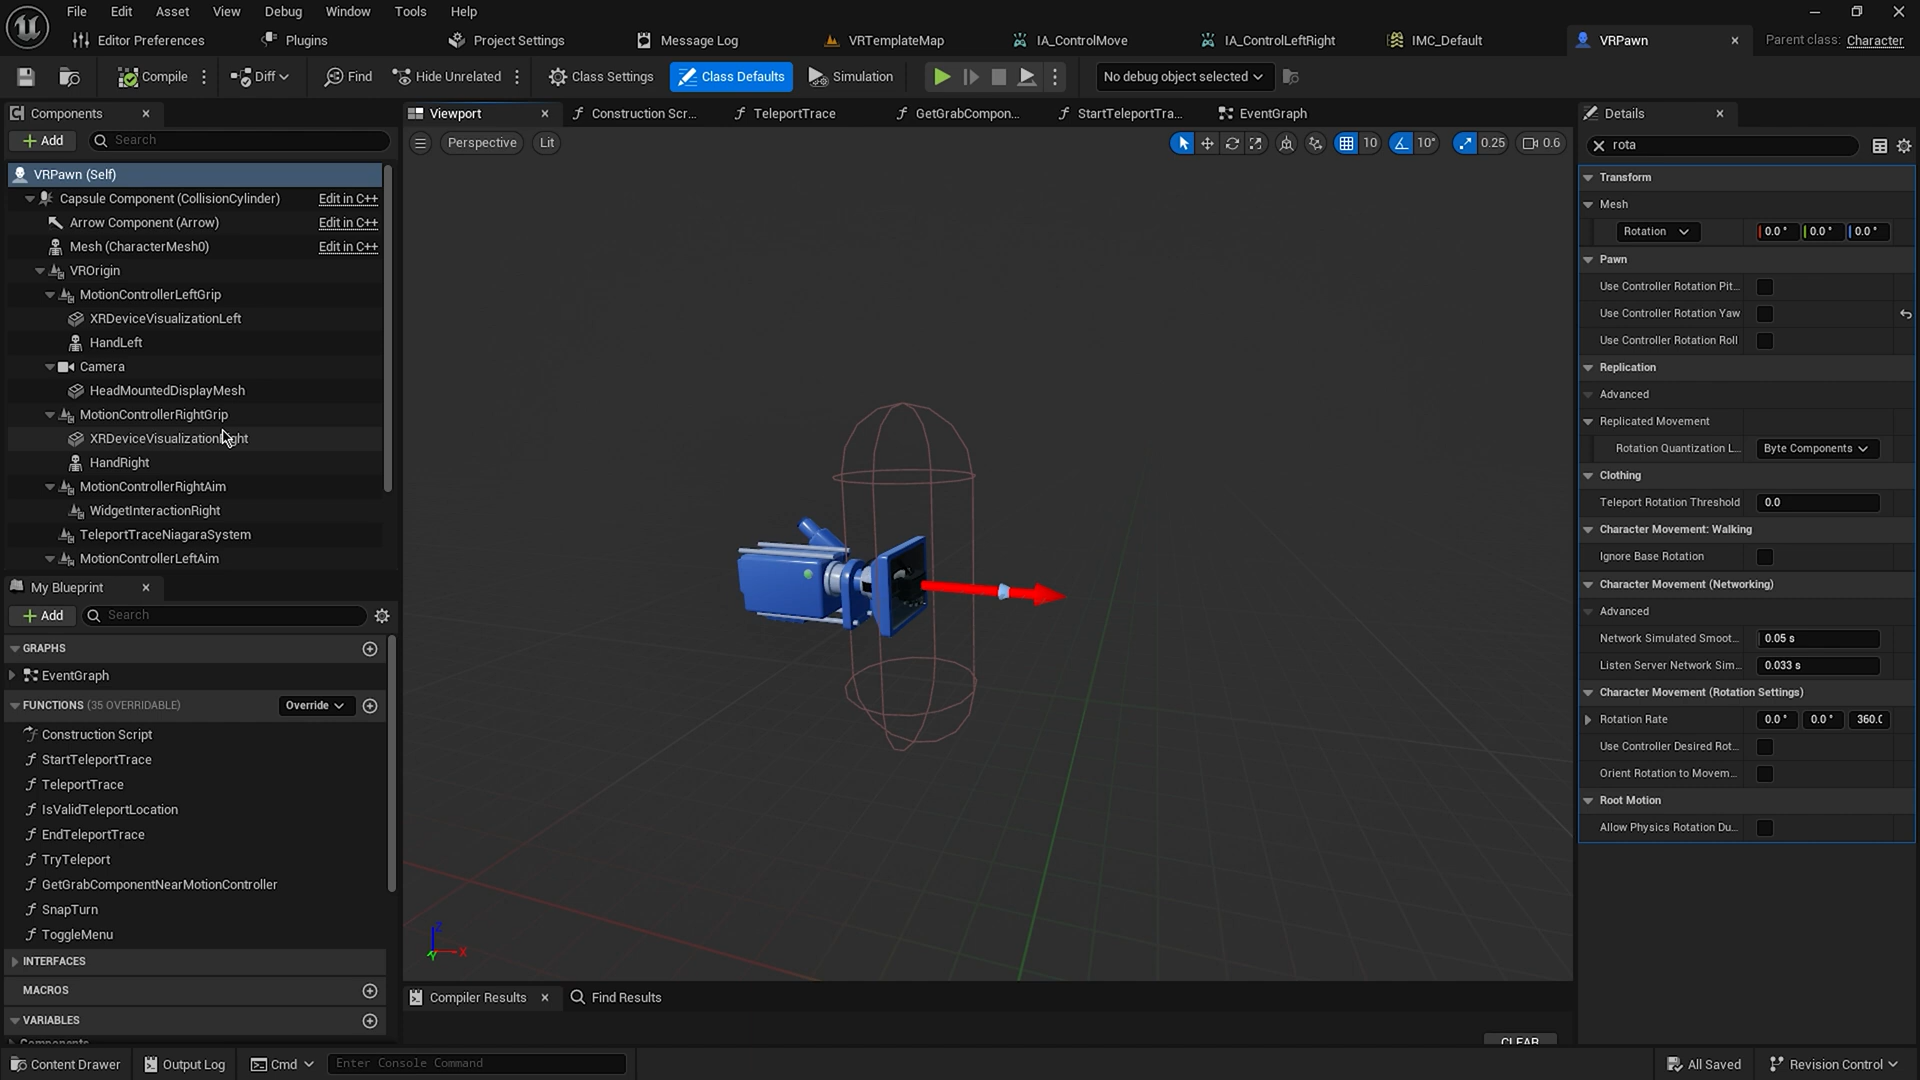 File Edit Asset View Debug Window Tools Help
Editor Preferences Plugins Project Settings Message Log VRTemplateMap IA_ControlMove IA_ControlLeftRight IMC_Default VRPawn Parent class: Character
Compile Diff Find Hide Unrelated Class Settings Class Defaults Simulation No debug object selected
Components
Add Search
VRPawn (Self)
Capsule Component (CollisionCylinder) Edit in C++
Arrow Component (Arrow) Edit in C++
Mesh (CharacterMesh0) Edit in C++
VROrigin
MotionControllerLeftGrip
XRDeviceVisualizationLeft
HandLeft
Camera
HeadMountedDisplayMesh
MotionControllerRightGrip
XRDeviceVisualizationRight
HandRight
MotionControllerRightAim
WidgetInteractionRight
TeleportTraceNiagaraSystem
MotionControllerLeftAim
My Blueprint
Add Search
GRAPHS
EventGraph
FUNCTIONS (35 OVERRIDABLE) Override
Construction Script
StartTeleportTrace
TeleportTrace
IsValidTeleportLocation
EndTeleportTrace
TryTeleport
GetGrabComponentNearMotionController
SnapTurn
ToggleMenu
INTERFACES
MACROS
VARIABLES
Components
Viewport Construction Scr... TeleportTrace GetGrabCompon... StartTeleportTra... EventGraph
Perspective Lit 10 10° 0.25 0.6
Z
X
Y
Compiler Results Find Results
CLEAR
Details
rota
Transform
Mesh
Rotation 0.0 ° 0.0 ° 0.0 °
Pawn
Use Controller Rotation Pit...
Use Controller Rotation Yaw
Use Controller Rotation Roll
Replication
Advanced
Replicated Movement
Rotation Quantization L... Byte Components
Clothing
Teleport Rotation Threshold 0.0
Character Movement: Walking
Ignore Base Rotation
Character Movement (Networking)
Advanced
Network Simulated Smoot... 0.05 s
Listen Server Network Sim... 0.033 s
Character Movement (Rotation Settings)
Rotation Rate 0.0 ° 0.0 ° 360.0
Use Controller Desired Rot...
Orient Rotation to Movem...
Root Motion
Allow Physics Rotation Du...
Content Drawer Output Log Cmd Enter Console Command All Saved Revision Control